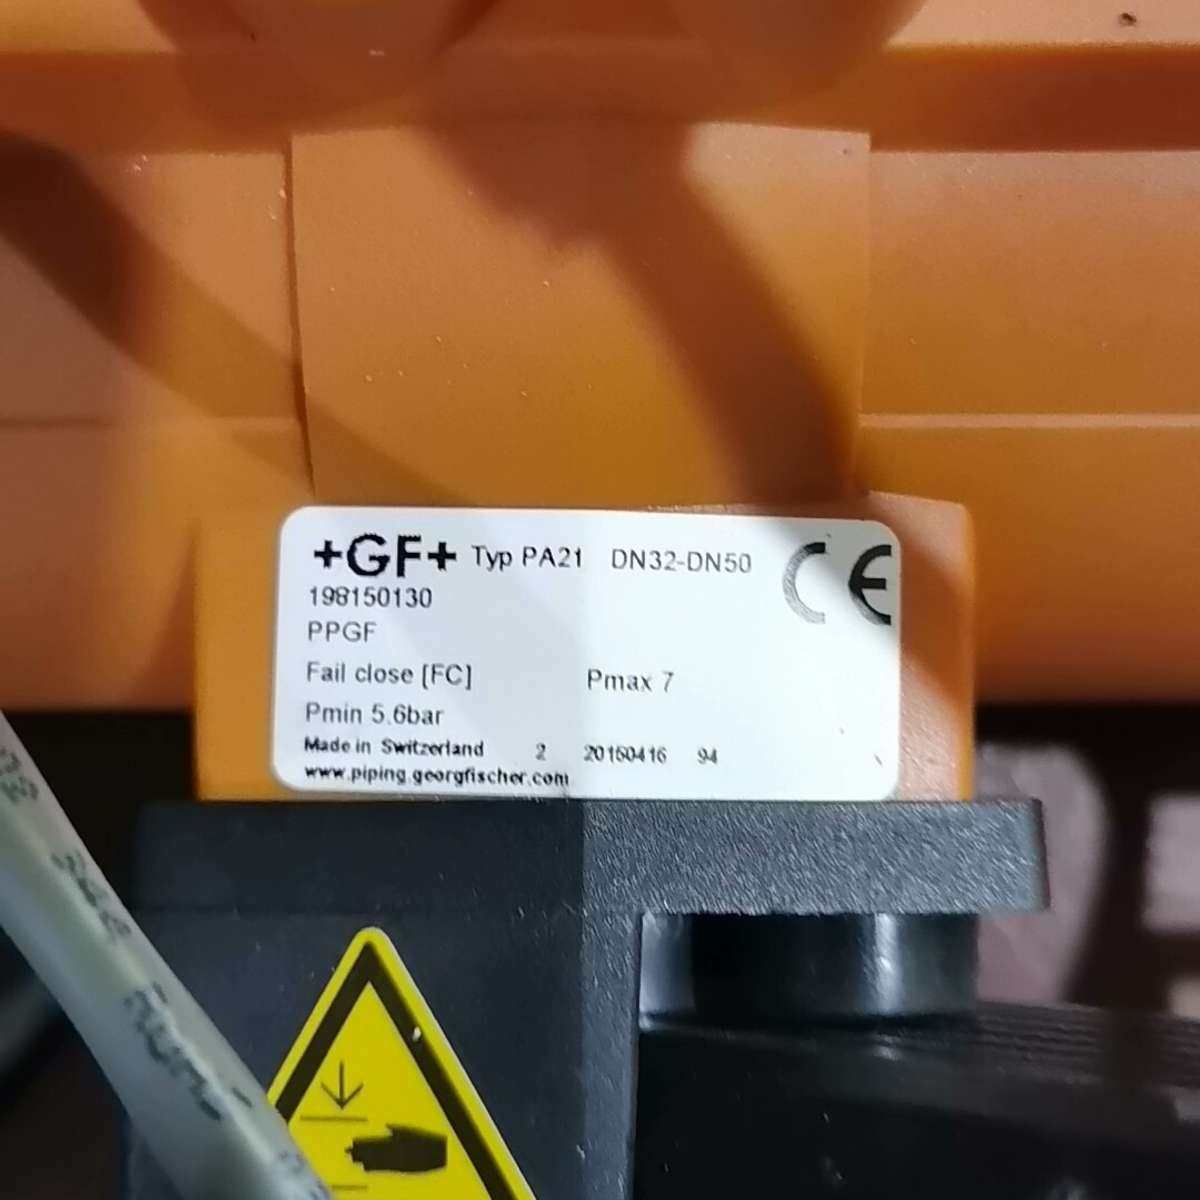 +GF+ Typ PA21 DN32-DN50 CE
198150130
PPGF
Fail close [FC] Pmax 7
Pmin 5.6bar
Made in Switzerland 2 20150416 94
www.piping.georgfischer.com